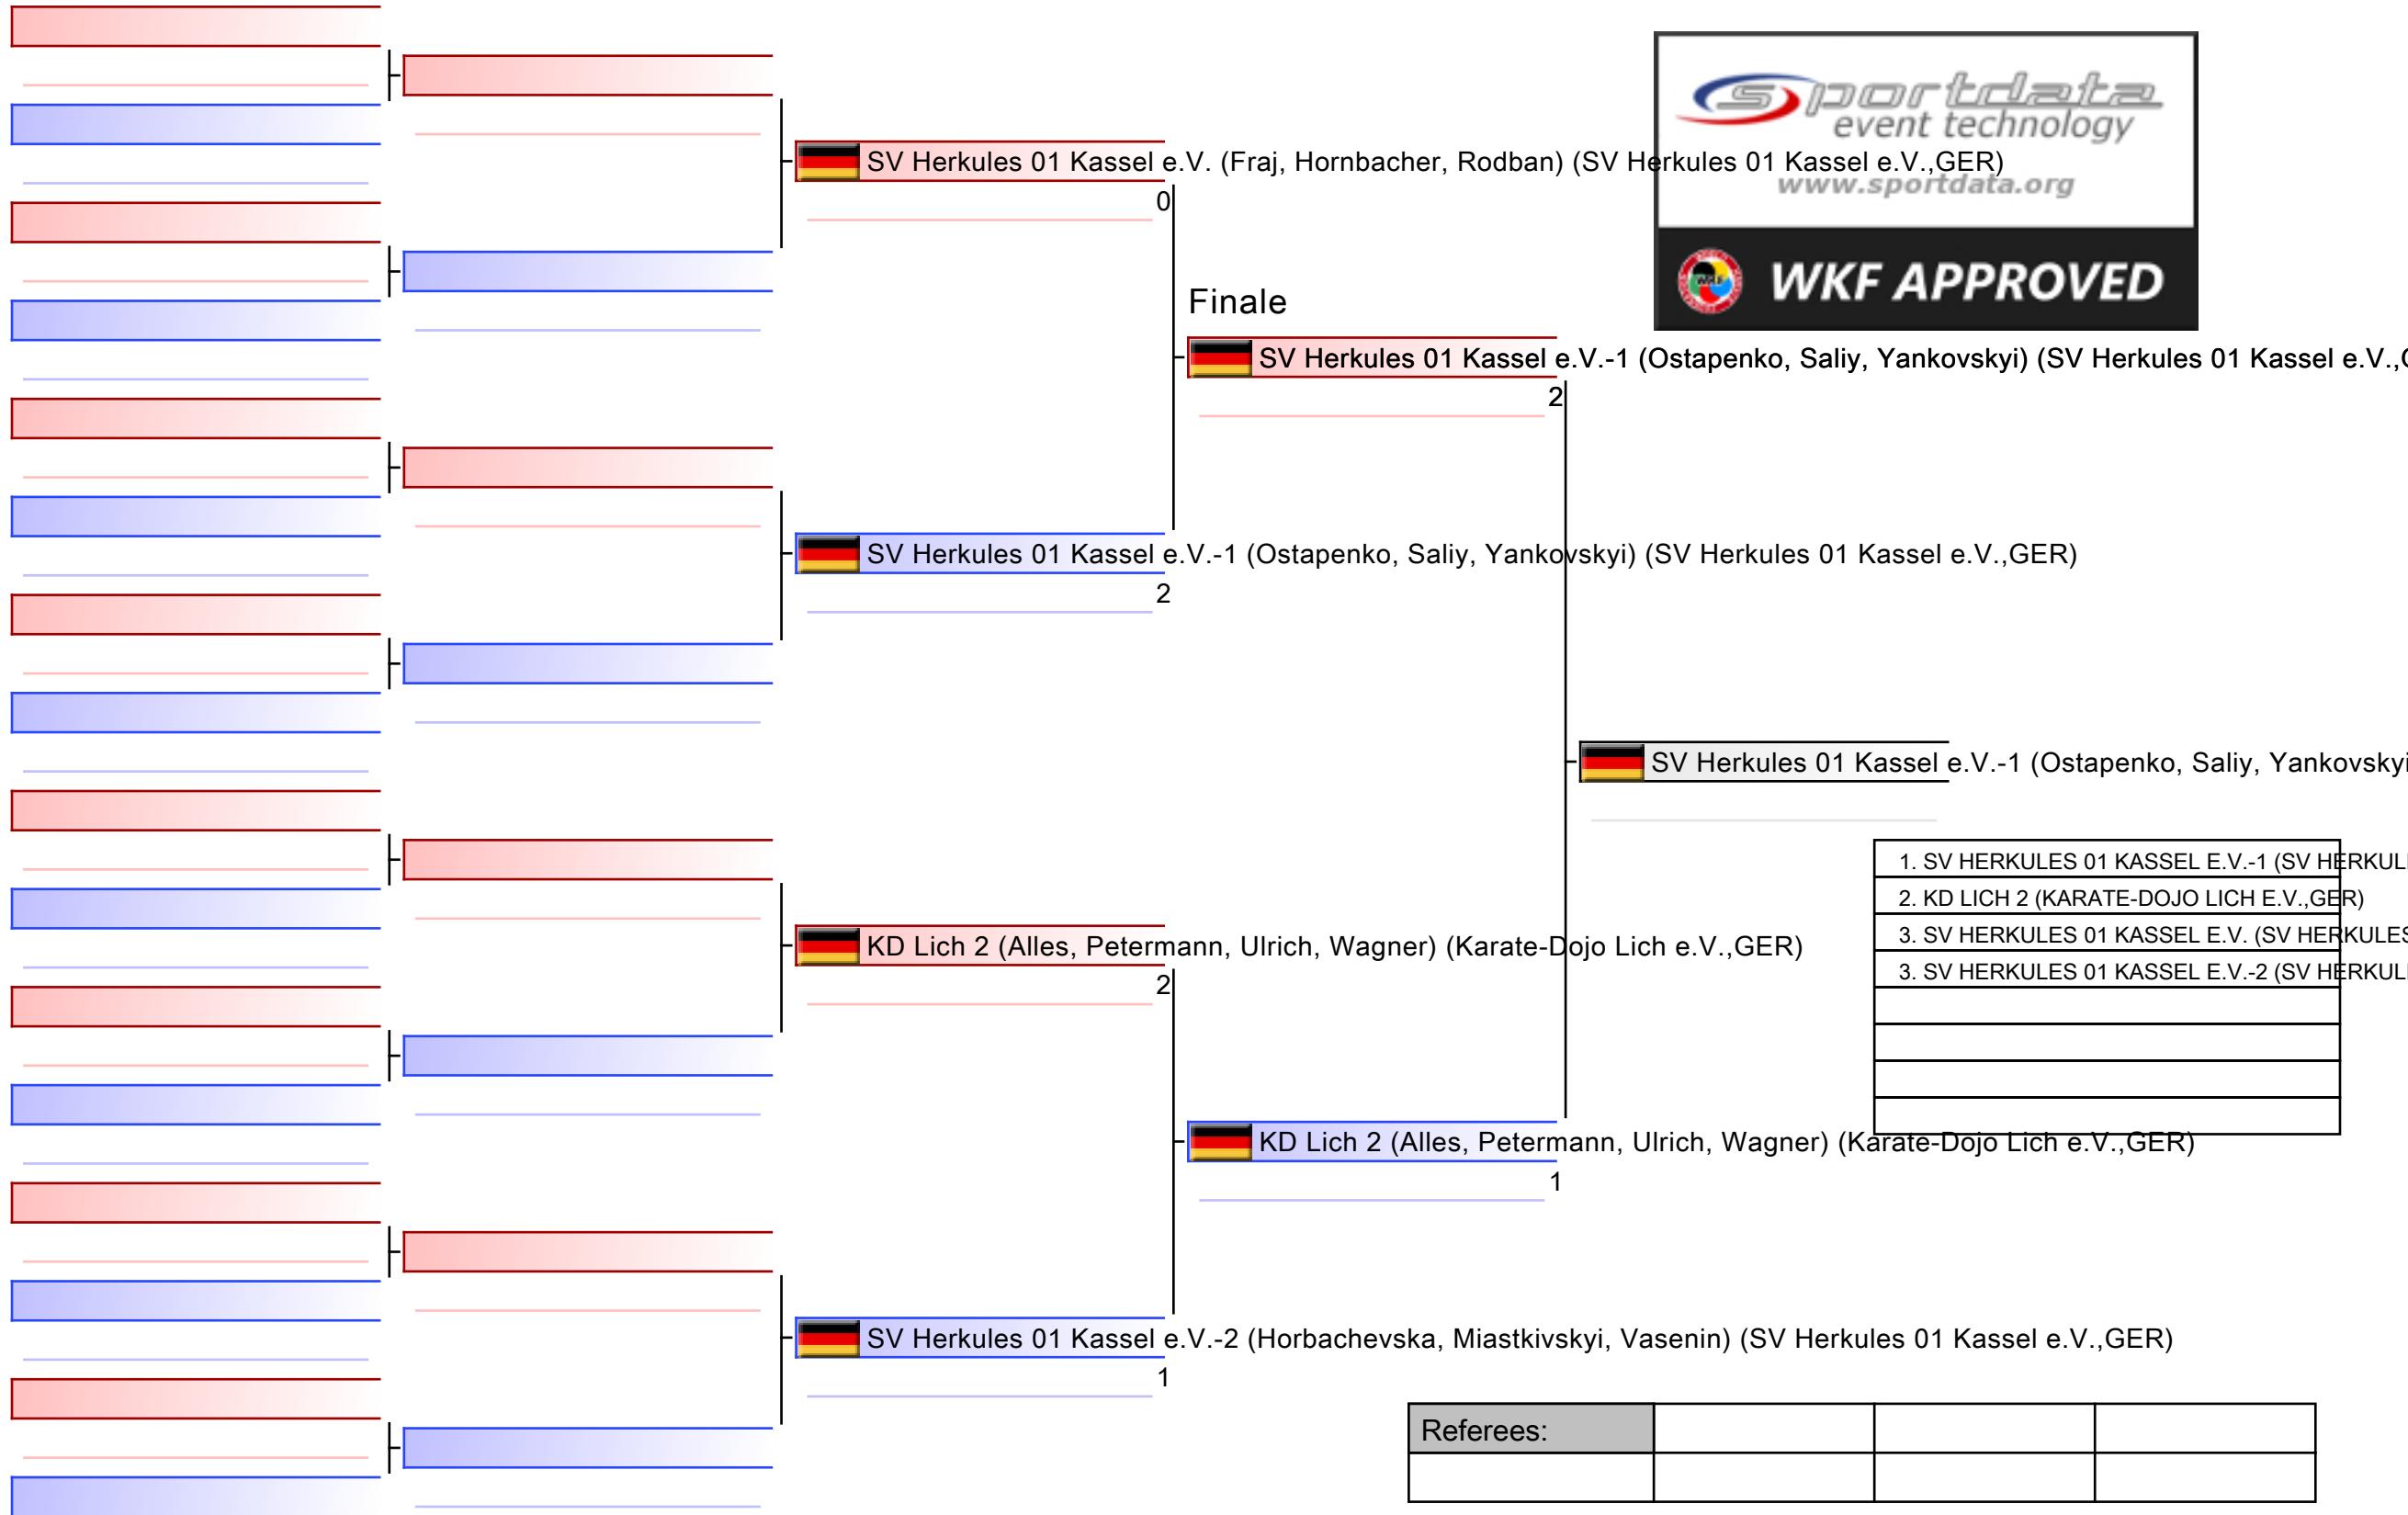 sportdata
event technology
www.sportdata.org
WKF APPROVED
SV Herkules 01 Kassel e.V. (Fraj, Hornbacher, Rodban) (SV Herkules 01 Kassel e.V.,GER)
0
Finale
SV Herkules 01 Kassel e.V.-1 (Ostapenko, Saliy, Yankovskyi) (SV Herkules 01 Kassel e.V.,
2
SV Herkules 01 Kassel e.V.-1 (Ostapenko, Saliy, Yankovskyi) (SV Herkules 01 Kassel e.V.,GER)
2
SV Herkules 01 Kassel e.V.-1 (Ostapenko, Saliy, Yankovskyi
1. SV HERKULES 01 KASSEL E.V.-1 (SV HERKUL
2. KD LICH 2 (KARATE-DOJO LICH E.V.,GER)
3. SV HERKULES 01 KASSEL E.V. (SV HERKULES
3. SV HERKULES 01 KASSEL E.V.-2 (SV HERKUL
KD Lich 2 (Alles, Petermann, Ulrich, Wagner) (Karate-Dojo Lich e.V.,GER)
2
KD Lich 2 (Alles, Petermann, Ulrich, Wagner) (Karate-Dojo Lich e.V.,GER)
1
SV Herkules 01 Kassel e.V.-2 (Horbachevska, Miastkivskyi, Vasenin) (SV Herkules 01 Kassel e.V.,GER)
1
Referees: